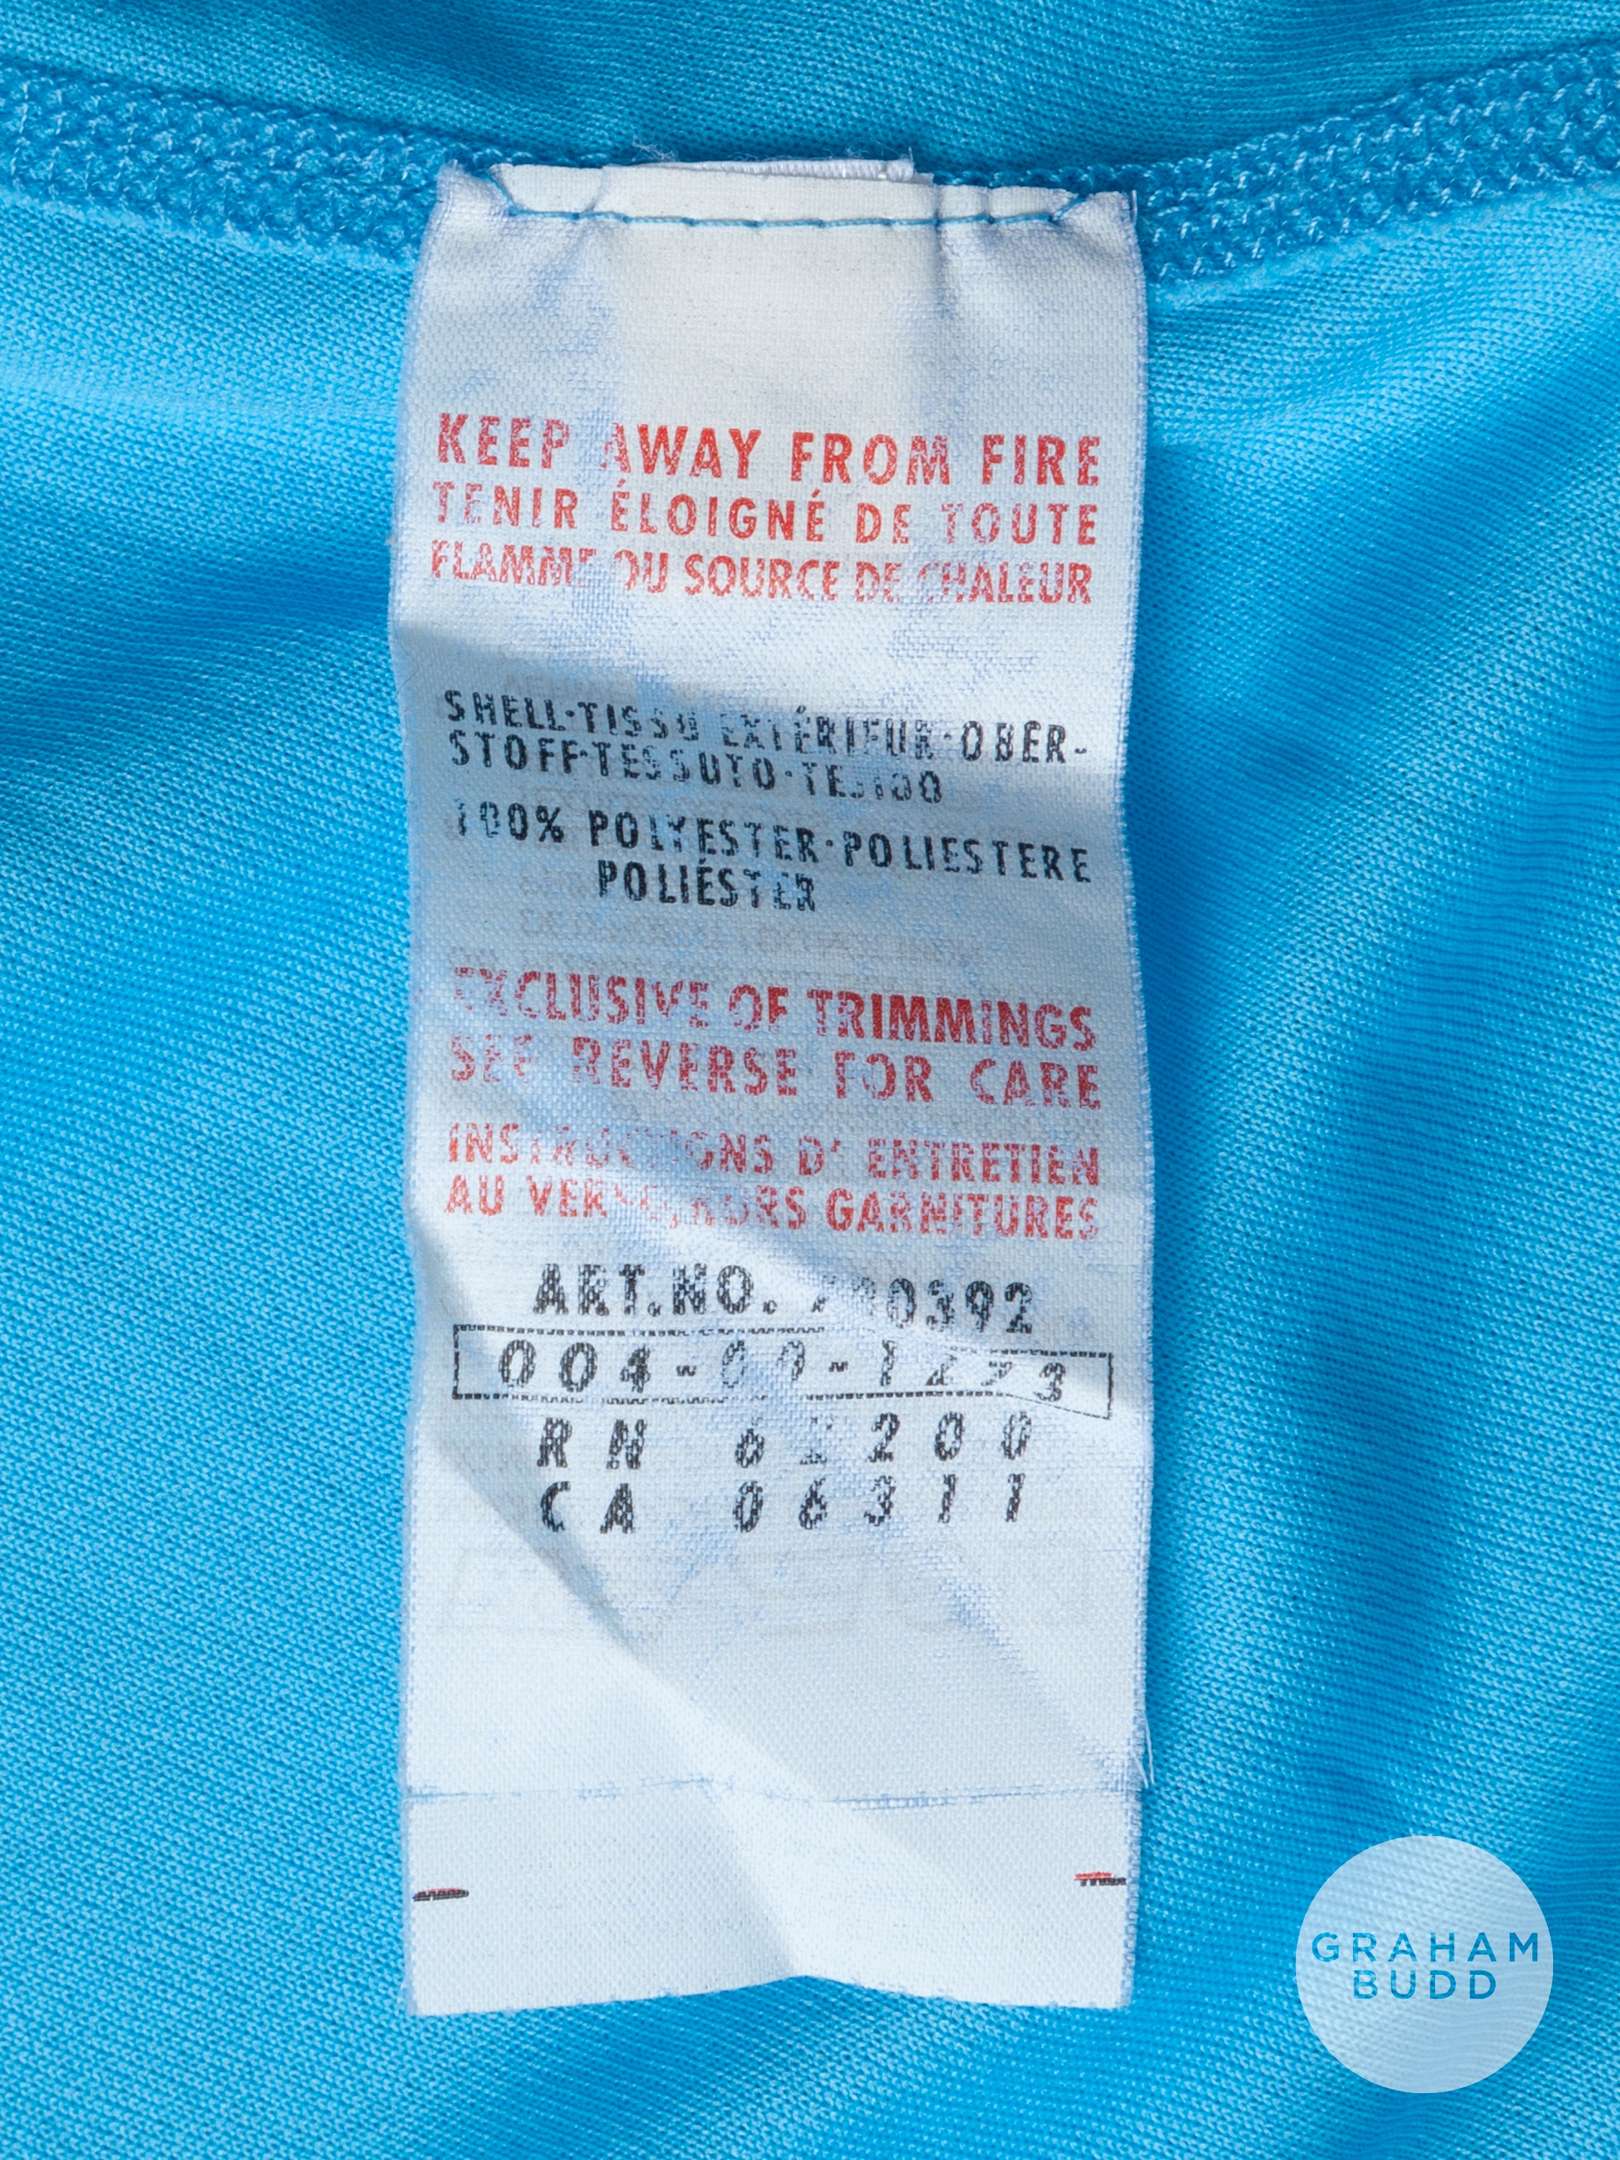 KEEP AWAY FROM FIRE
TENIR ÉLOIGNÉ DE TOUTE
FLAMME OU SOURCE DE CHALEUR
SHELL·TISSU EXTÉRIEUR·OBER-
STOFF·TESSUTO·TEJIDO
100% POLYESTER·POLIESTERE
POLIÉSTER
EXCLUSIVE OF TRIMMINGS
SEE REVERSE FOR CARE
INSTRUCTIONS D' ENTRETIEN
AU VERSO, HORS GARNITURES
ART.NO.
RN
CA 06311
GRAHAM
BUDD